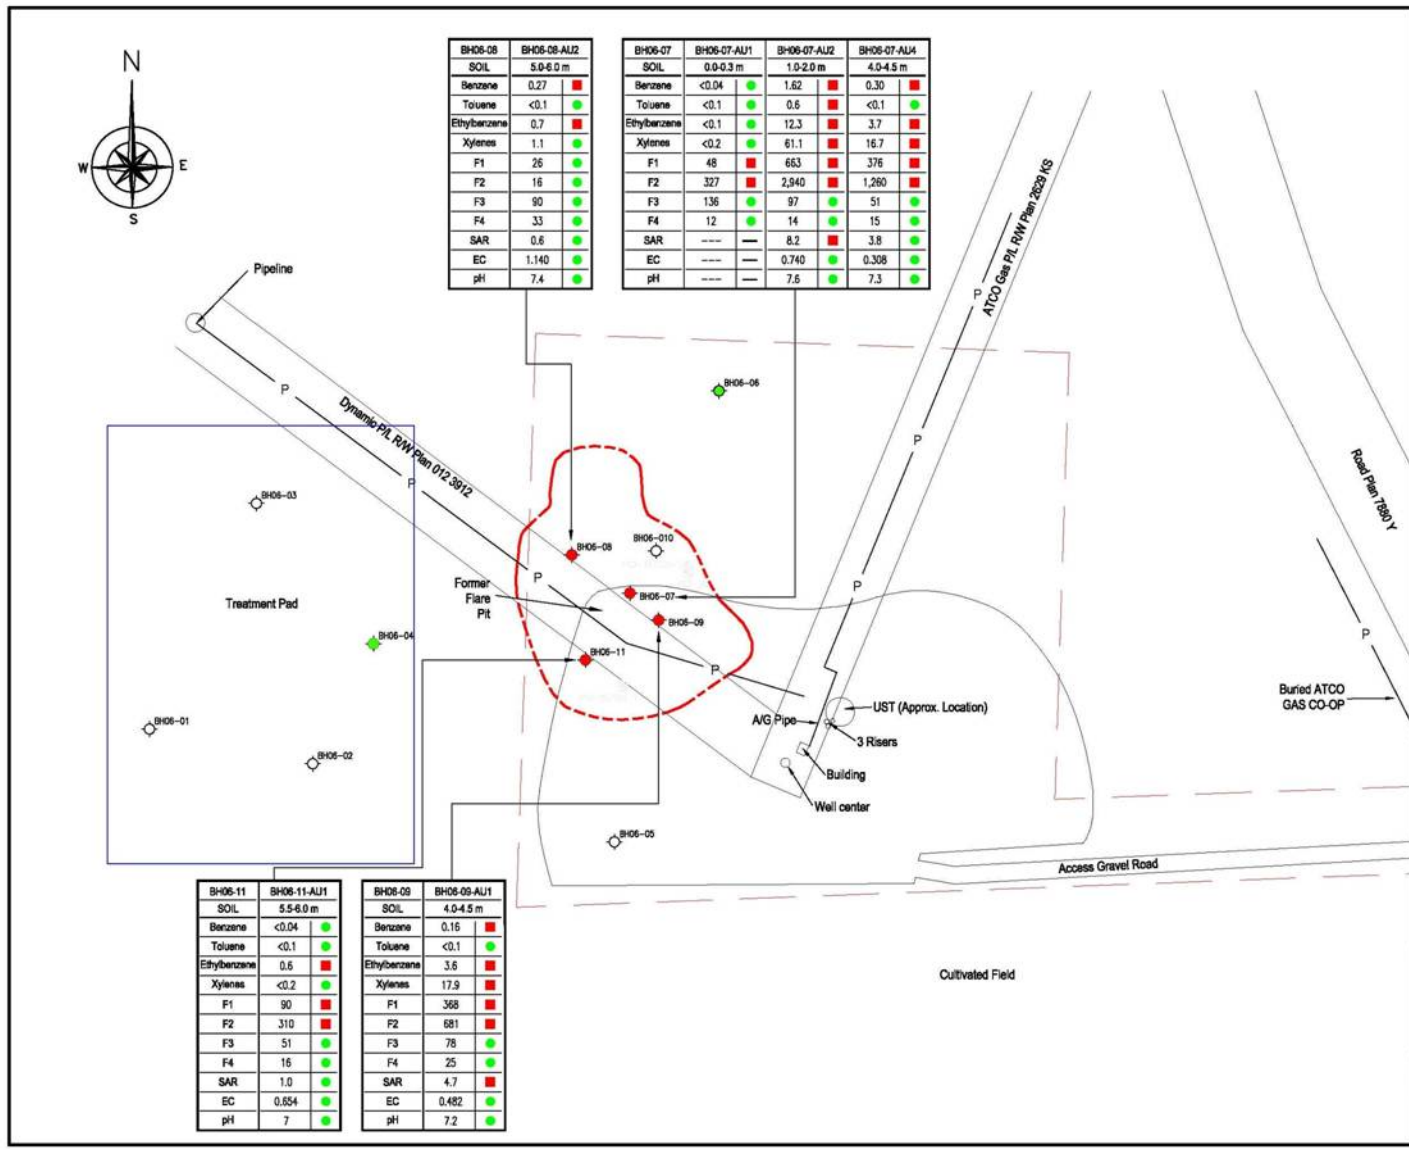 N
W
E
S
BH06-08 BH06-08-AU2
SOIL 5.0-6.0 m
Benzene 0.27
Toluene <0.1
Ethylbenzene 0.7
Xylenes 1.1
F1 26
F2 16
F3 90
F4 33
SAR 0.6
EC 1.140
pH 7.4
BH06-07 BH06-07-AU1 BH06-07-AU2 BH06-07-AU4
SOIL 0.0-0.3 m 1.0-2.0 m 4.0-4.5 m
Benzene <0.04 1.62 0.30
Toluene <0.1 0.6 <0.1
Ethylbenzene <0.1 12.3 3.7
Xylenes <0.2 61.1 16.7
F1 48 663 376
F2 327 2,940 1,260
F3 136 97 51
F4 12 14 15
SAR --- — 8.2 3.8
EC --- — 0.740 0.308
pH --- — 7.6 7.3
Pipeline
P
Dynamic P/L R/W Plan 012 3912
P
P
P
ATCO Gas P/L R/W Plan 2629 KS
P
P
P
Road Plan 7880 Y
BH06-06
BH06-03
BH06-08
BH06-010
Former
Flare
Pit
BH06-07
BH06-09
BH06-11
P
Treatment Pad
BH06-04
BH06-01
BH06-02
P
Buried ATCO
GAS CO-OP
A/G Pipe
UST (Approx. Location)
3 Risers
Building
Well center
BH06-05
Access Gravel Road
Cultivated Field
BH06-11 BH06-11-AU1
SOIL 5.5-6.0 m
Benzene <0.04
Toluene <0.1
Ethylbenzene 0.6
Xylenes <0.2
F1 90
F2 310
F3 51
F4 16
SAR 1.0
EC 0.654
pH 7
BH06-09 BH06-09-AU1
SOIL 4.0-4.5 m
Benzene 0.16
Toluene <0.1
Ethylbenzene 3.6
Xylenes 17.9
F1 368
F2 681
F3 78
F4 25
SAR 4.7
EC 0.482
pH 7.2